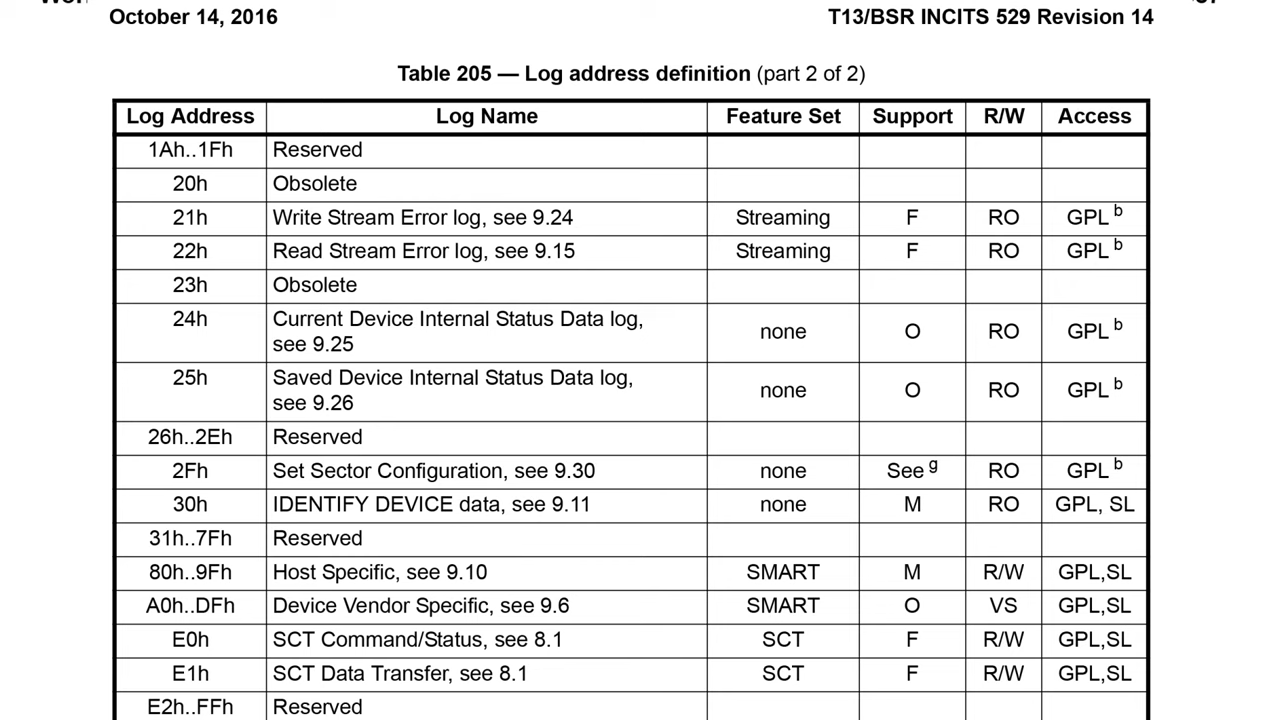 October 14, 2016 T13/BSR INCITS 529 Revision 14
Table 205 — Log address definition (part 2 of 2)
Log Address Log Name Feature Set Support R/W Access
1Ah..1Fh Reserved
20h Obsolete
21h Write Stream Error log, see 9.24 Streaming F RO GPL b
22h Read Stream Error log, see 9.15 Streaming F RO GPL b
23h Obsolete
24h Current Device Internal Status Data log,
see 9.25 none O RO GPL b
25h Saved Device Internal Status Data log,
see 9.26 none O RO GPL b
26h..2Eh Reserved
2Fh Set Sector Configuration, see 9.30 none See g RO GPL b
30h IDENTIFY DEVICE data, see 9.11 none M RO GPL, SL
31h..7Fh Reserved
80h..9Fh Host Specific, see 9.10 SMART M R/W GPL,SL
A0h..DFh Device Vendor Specific, see 9.6 SMART O VS GPL,SL
E0h SCT Command/Status, see 8.1 SCT F R/W GPL,SL
E1h SCT Data Transfer, see 8.1 SCT F R/W GPL,SL
E2h..FFh Reserved